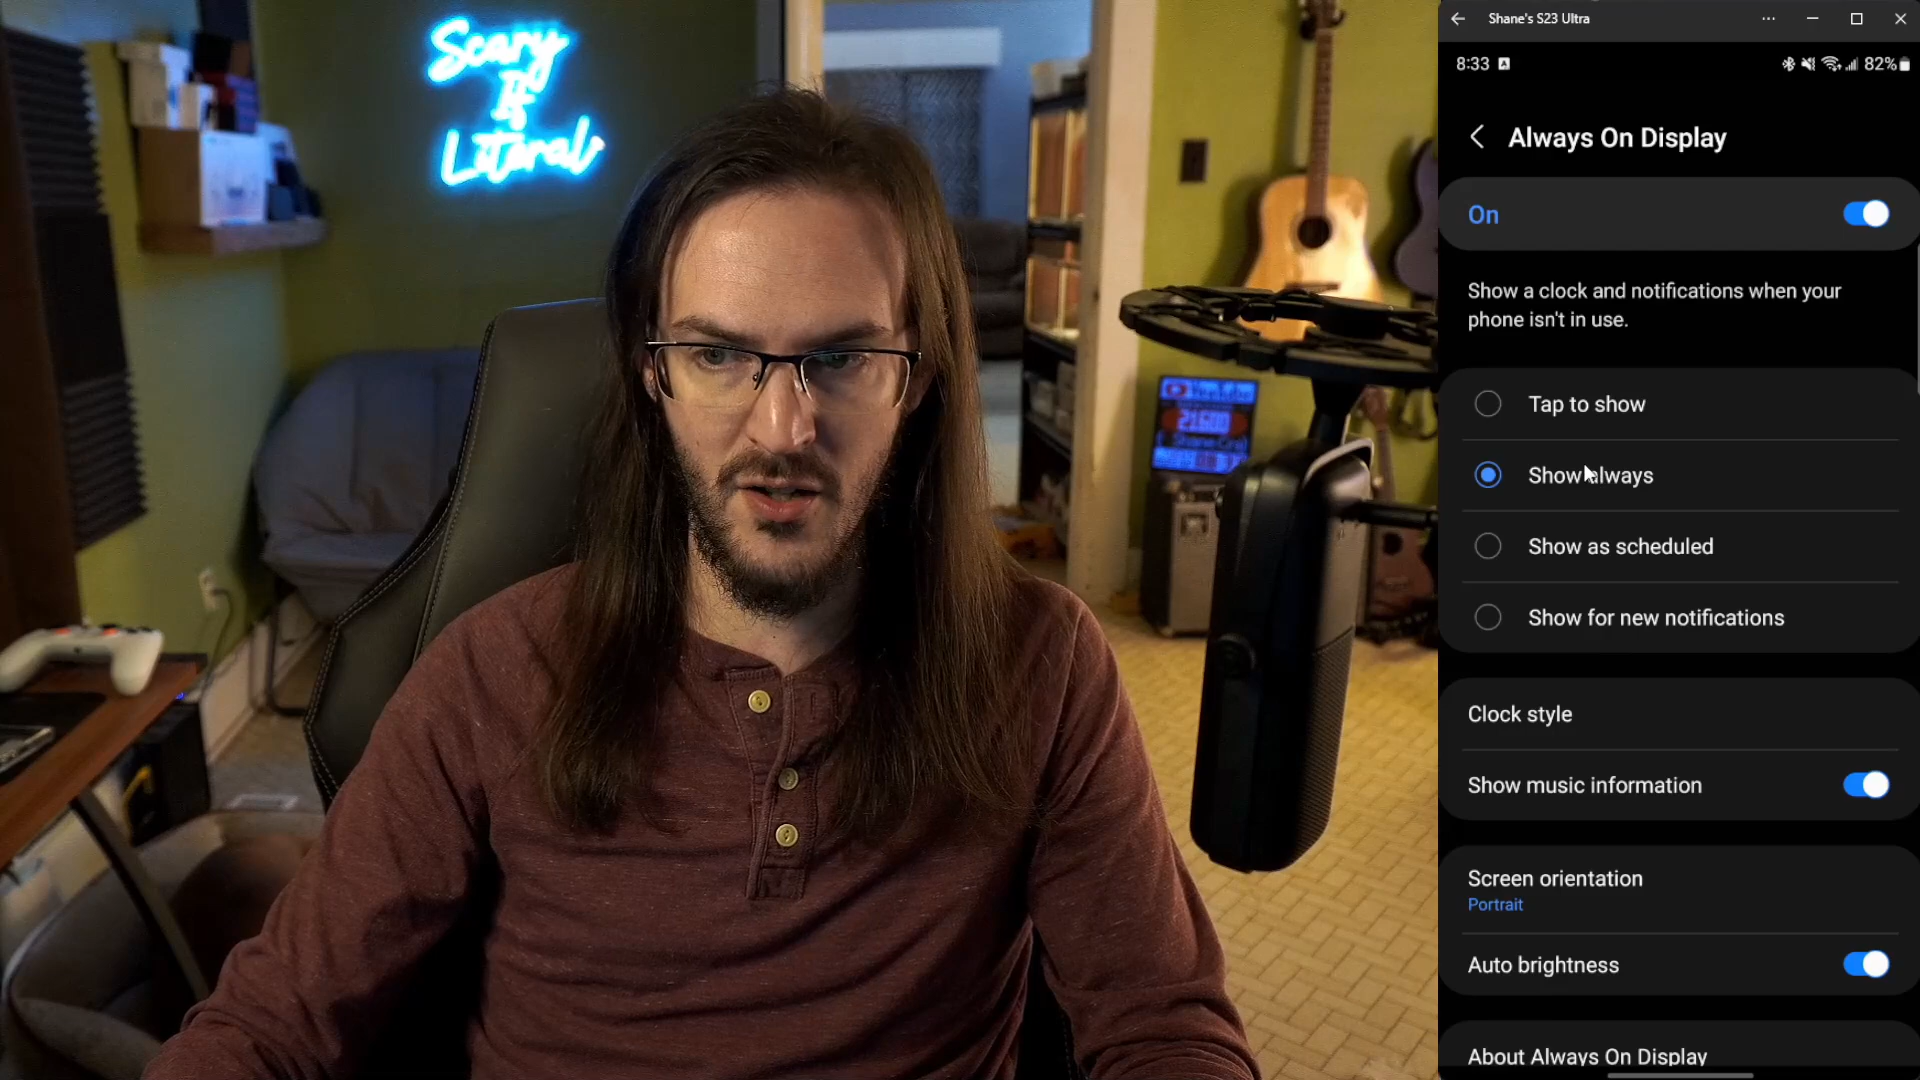 Scary
Is
Literal
Shane's S23 Ultra
8:33
82%
Always On Display
On
Show a clock and notifications when your
phone isn't in use.
Tap to show
Show always
Show as scheduled
Show for new notifications
Clock style
Show music information
Screen orientation
Portrait
Auto brightness
About Always On Display
21600